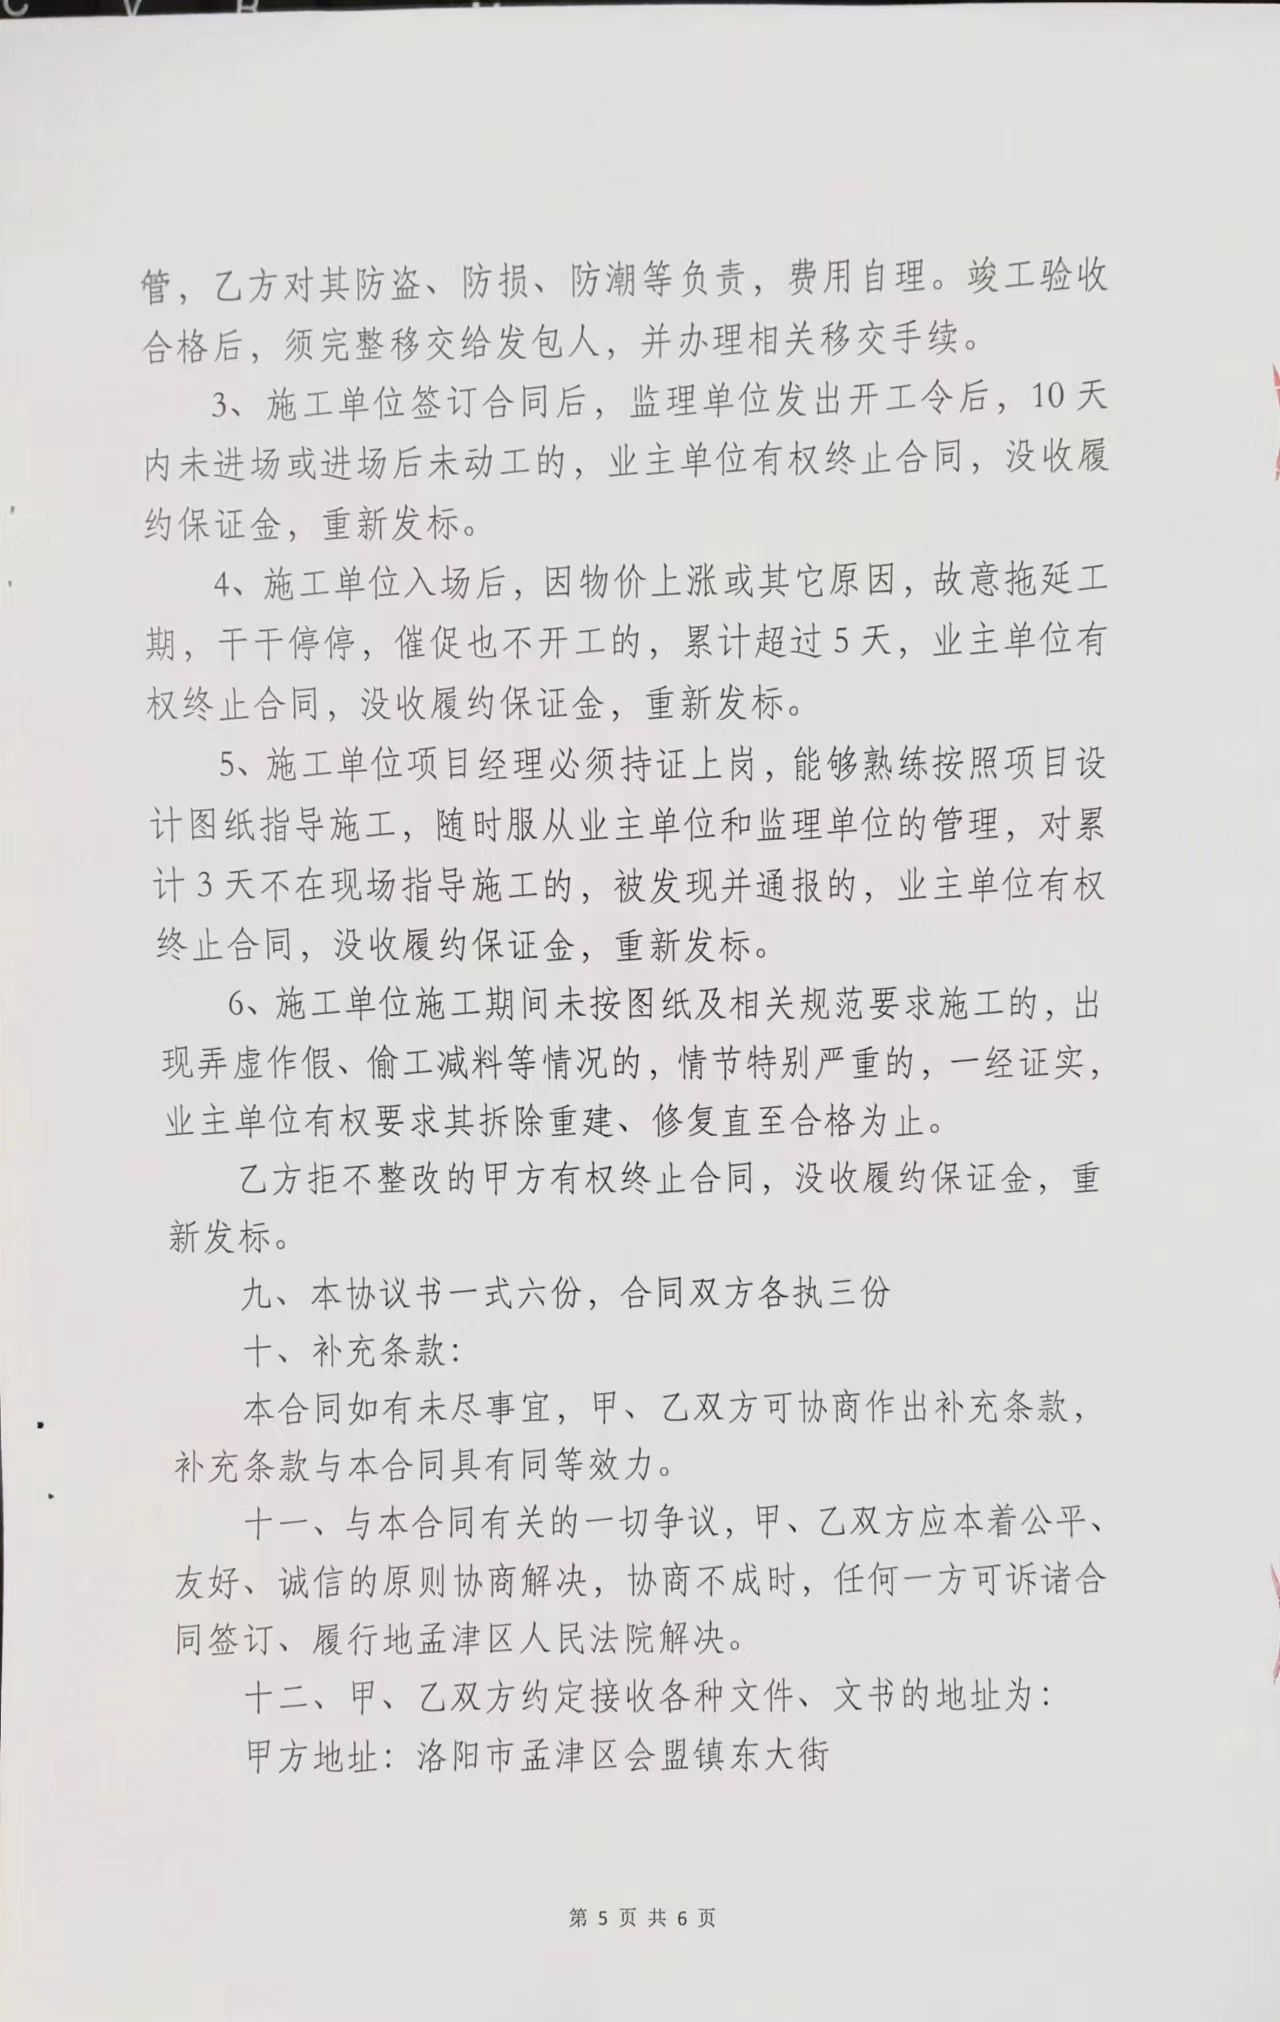 管，乙方对其防盗、防损、防潮等负责，费用自理。竣工验收
合格后，须完整移交给发包人，并办理相关移交手续。
3、施工单位签订合同后，监理单位发出开工令后，10天
内未进场或进场后未动工的，业主单位有权终止合同，没收履
约保证金，重新发标。
4、施工单位入场后，因物价上涨或其它原因，故意拖延工
期，干干停停，催促也不开工的，累计超过5天，业主单位有
权终止合同，没收履约保证金，重新发标。
5、施工单位项目经理必须持证上岗，能够熟练按照项目设
计图纸指导施工，随时服从业主单位和监理单位的管理，对累
计3天不在现场指导施工的，被发现并通报的，业主单位有权
终止合同，没收履约保证金，重新发标。
6、施工单位施工期间未按图纸及相关规范要求施工的，出
现弄虚作假、偷工减料等情况的，情节特别严重的，一经证实，
业主单位有权要求其拆除重建、修复直至合格为止。
乙方拒不整改的甲方有权终止合同，没收履约保证金，重
新发标。
九、本协议书一式六份，合同双方各执三份
十、补充条款：
本合同如有未尽事宜，甲、乙双方可协商作出补充条款，
补充条款与本合同具有同等效力。
十一、与本合同有关的一切争议，甲、乙双方应本着公平、
友好、诚信的原则协商解决，协商不成时，任何一方可诉诸合
同签订、履行地孟津区人民法院解决。
十二、甲、乙双方约定接收各种文件、文书的地址为：
甲方地址：洛阳市孟津区会盟镇东大街
第 5 页 共 6 页